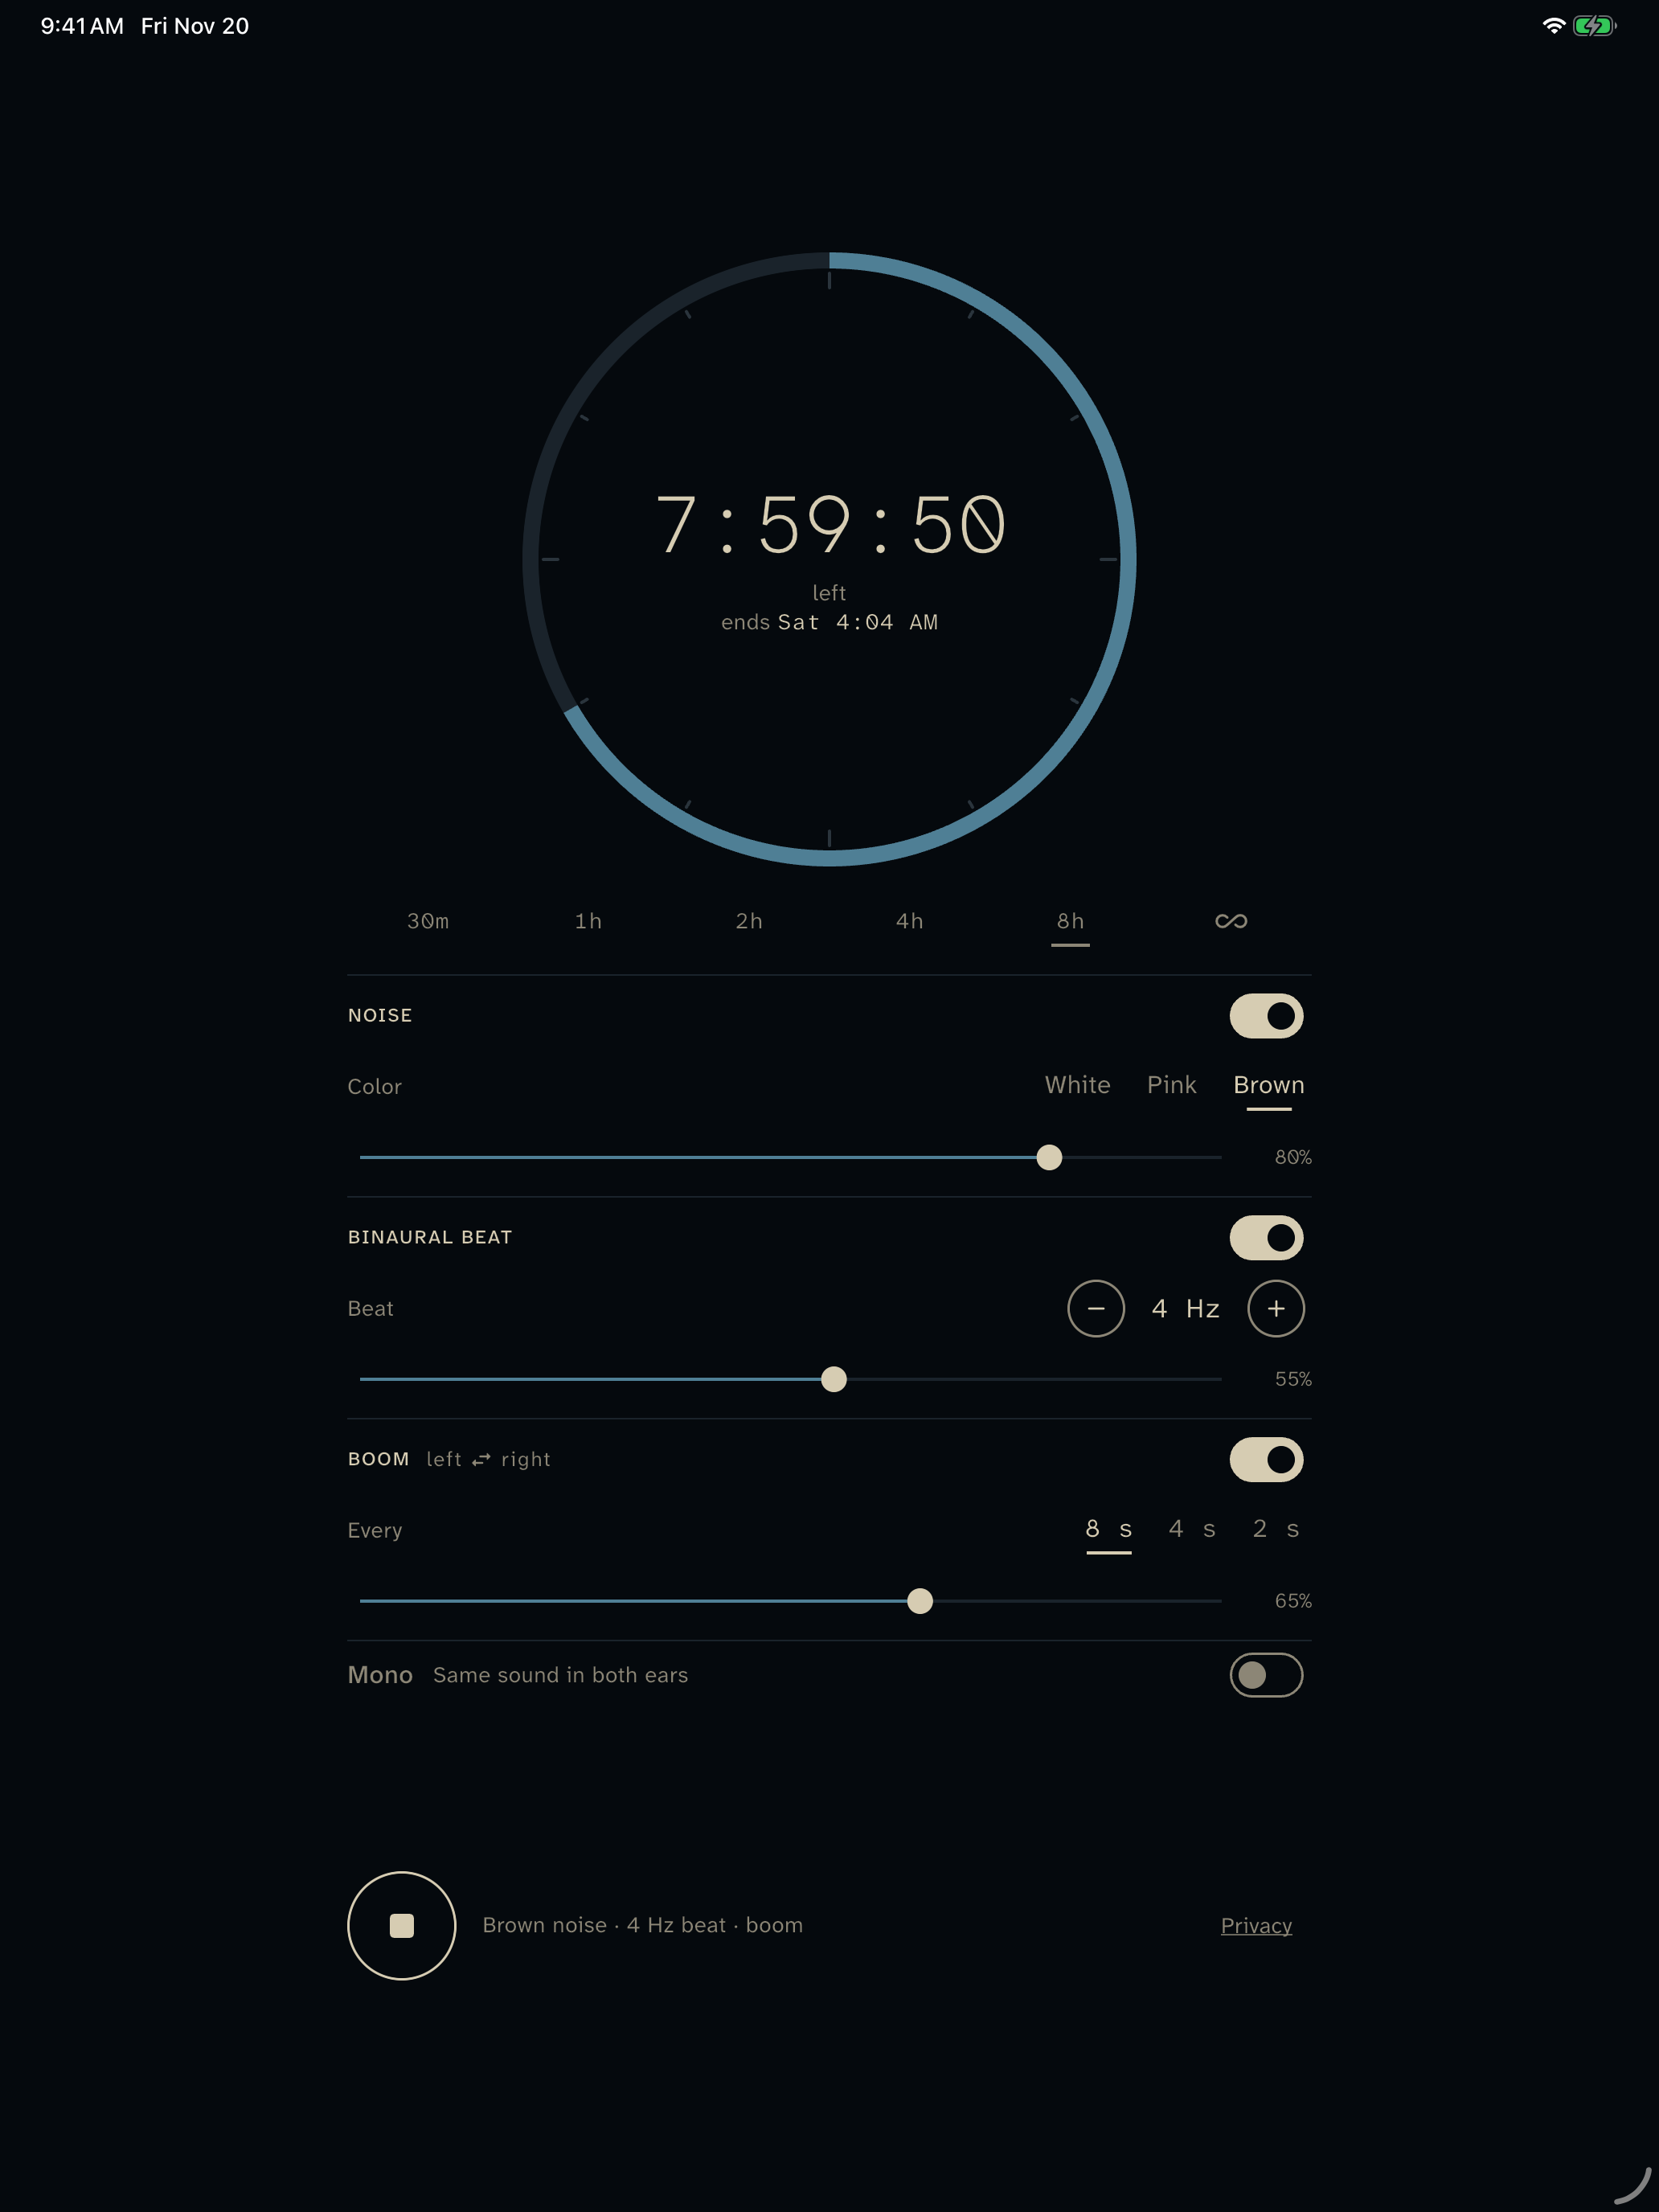 9:41 AM Fri Nov 20
7:59:50
left
ends Sat 4:04 AM
30m 1h 2h 4h 8h ∞
NOISE
Color White Pink Brown
80%
BINAURAL BEAT
Beat − 4 Hz +
55%
BOOM left ⇄ right
Every 8 s 4 s 2 s
65%
Mono Same sound in both ears
Brown noise · 4 Hz beat · boom Privacy